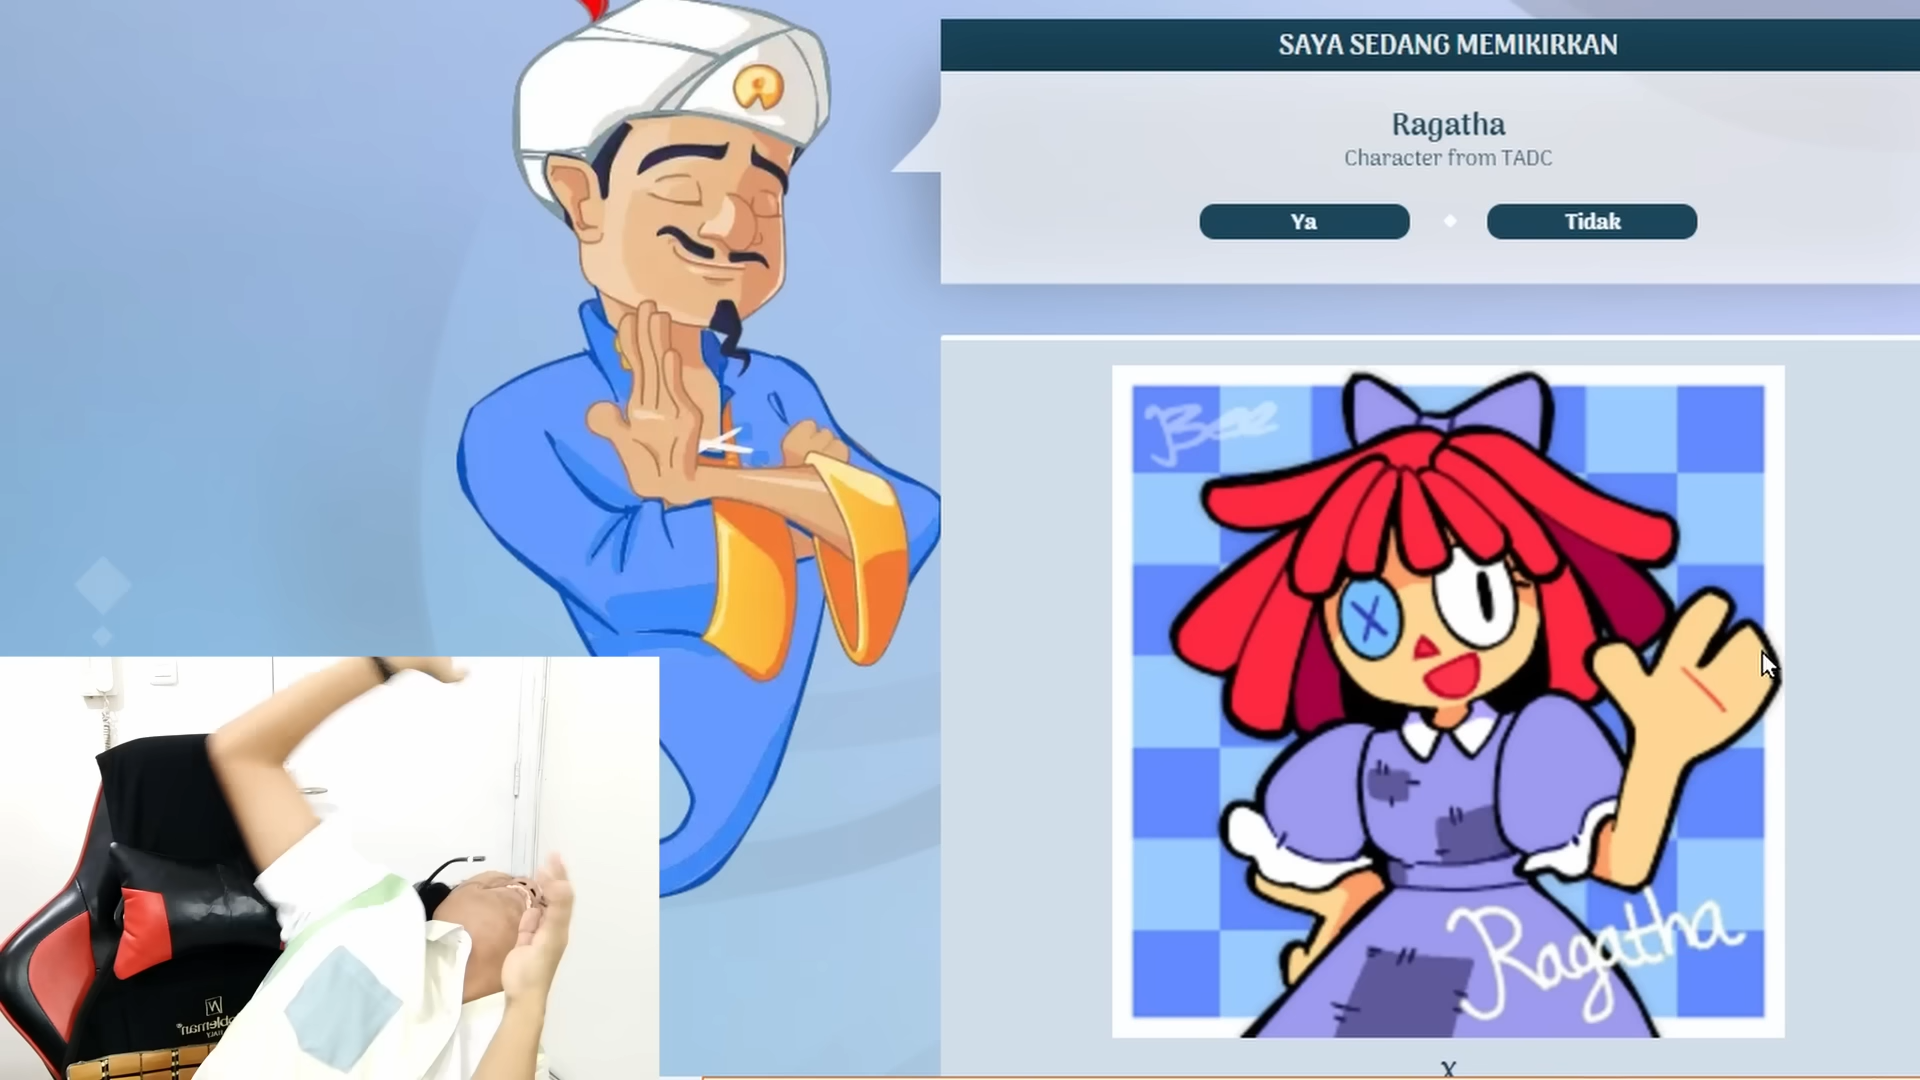 SAYA SEDANG MEMIKIRKAN
Ragatha
Character from TADC
Ya
Tidak
Bee
Ragatha
x